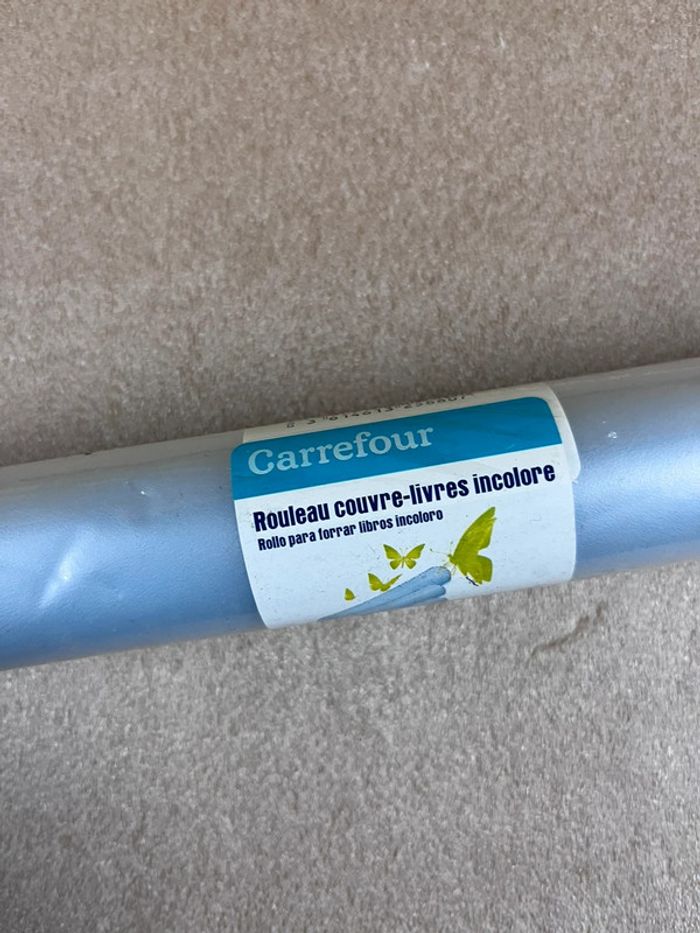 Carrefour
Rouleau couvre-livres incolore
Rollo para forrar libros incoloro